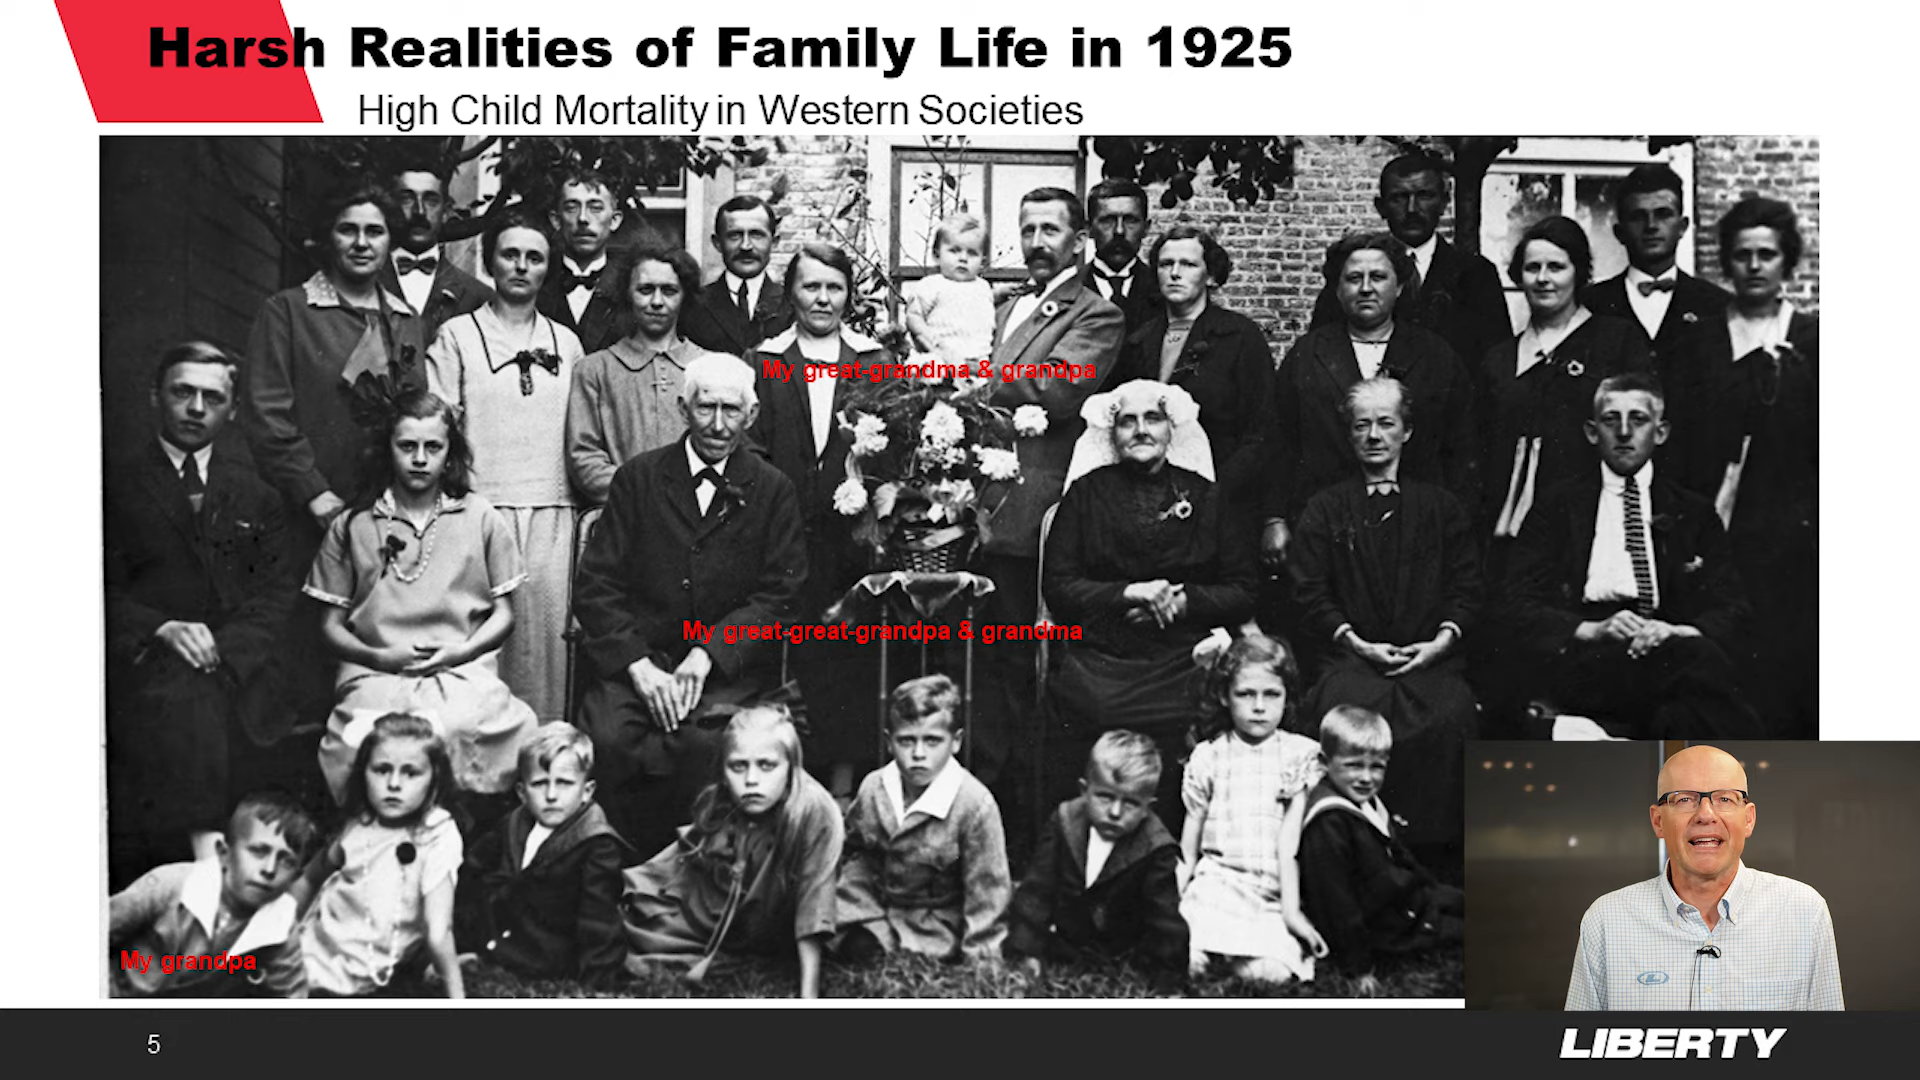 Harsh Realities of Family Life in 1925
High Child Mortality in Western Societies
My great-grandma & grandpa
My great-great-grandpa & grandma
My grandpa
5
LIBERTY